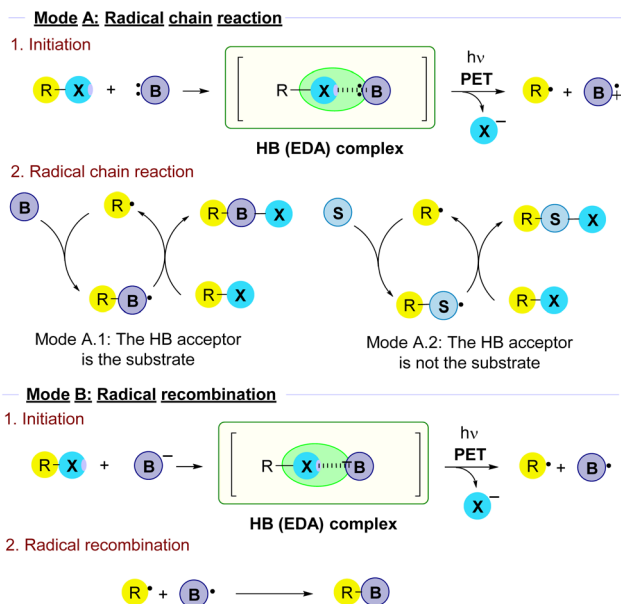 Mode A: Radical chain reaction
1. Initiation
R–X + :B → R–X B hν PET X– R• + B•+
HB (EDA) complex
2. Radical chain reaction
B R• R–B–X S R• R–S–X
R–B• R–X R–S• R–X
Mode A.1: The HB acceptor is the substrate
Mode A.2: The HB acceptor is not the substrate
Mode B: Radical recombination
1. Initiation
R–X + B– → R–X B hν PET X– R• + B•
HB (EDA) complex
2. Radical recombination
R• + B• → R–B